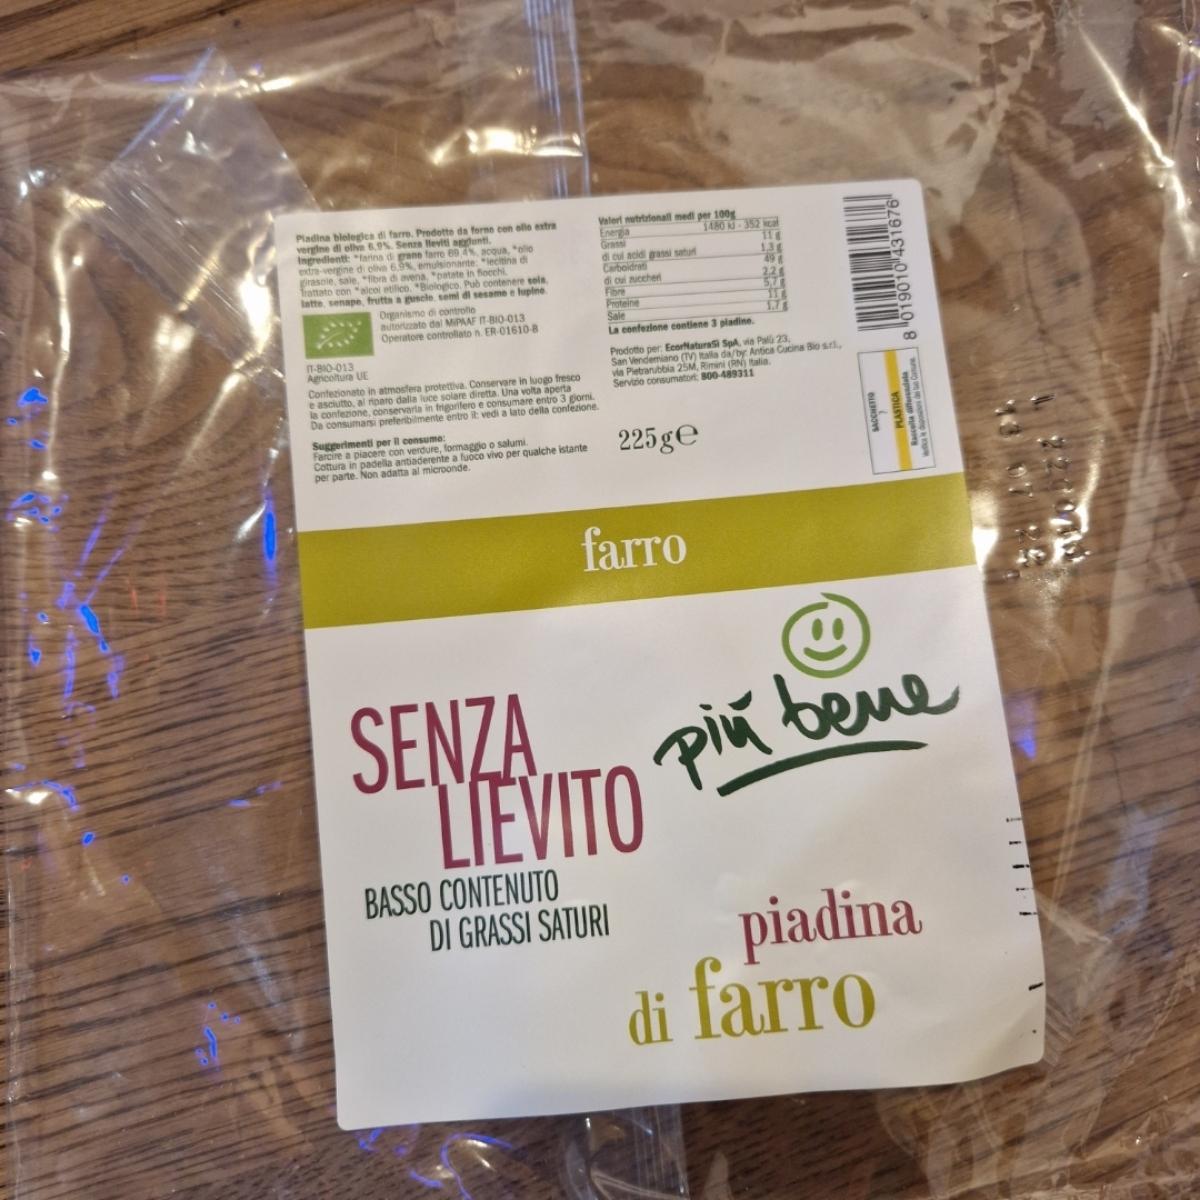 Piadina biologica di farro. Prodotto da forno con olio extra
vergine di oliva 6,9%. Senza lieviti aggiunti.
Ingredienti: *farina di grano farro 69,4%, acqua, *olio
extra-vergine di oliva 6,9%, emulsionante: *lecitina di
girasole, sale, *fibra di avena, *patate in fiocchi,
trattato con *alcol etilico. *Biologico. Può contenere soia,
latte, senape, frutta a guscio, semi di sesamo e lupino.
Organismo di controllo
autorizzato dal MIPAAF IT-BIO-013
Operatore controllato n. ER-01610-B
IT-BIO-013
Agricoltura UE
Confezionato in atmosfera protettiva. Conservare in luogo fresco
e asciutto, al riparo dalla luce solare diretta. Una volta aperta
la confezione, conservarla in frigorifero e consumare entro 3 giorni.
Da consumarsi preferibilmente entro il: vedi a lato della confezione.
Suggerimenti per il consumo:
Farcire a piacere con verdure, formaggio o salumi.
Cottura in padella antiaderente a fuoco vivo per qualche istante
per parte. Non adatta al microonde.
Valori nutrizionali medi per 100g
Energia 1480 kJ - 352 kcal
Grassi 11 g
di cui acidi grassi saturi 1,3 g
Carboidrati 49 g
di cui zuccheri 2,2 g
Fibre 5,7 g
Proteine 11 g
Sale 1,7 g
La confezione contiene 3 piadine.
Prodotto per: EcorNaturaSì SpA, via Palù 23,
San Vendemiano (TV) Italia da/by: Antica Cucina Bio s.r.l.,
via Pietrarubbia 25M, Rimini (RN) Italia.
Servizio consumatori: 800-489311
225g e
8 019010 431676
SACCHETTO
PLASTICA
Raccolta differenziata
Verifica le disposizioni del tuo Comune
farro
più bene
SENZA
LIEVITO
BASSO CONTENUTO
DI GRASSI SATURI
piadina
di farro